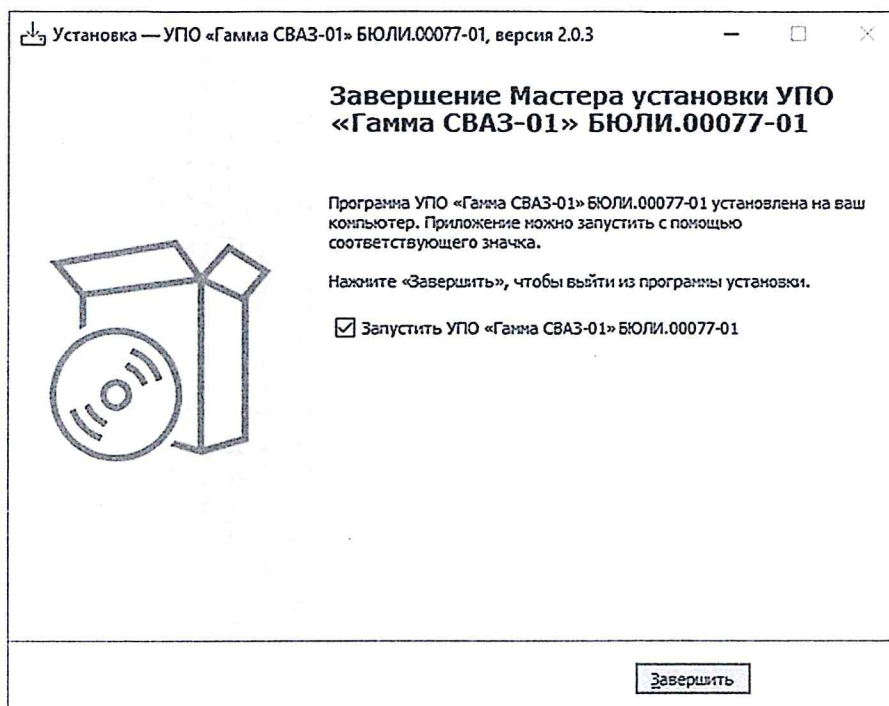 Установка — УПО «Гамма СВАЗ-01» БЮЛИ.00077-01, версия 2.0.3
Завершение Мастера установки УПО
«Гамма СВАЗ-01» БЮЛИ.00077-01
Программа УПО «Гамма СВАЗ-01» БЮЛИ.00077-01 установлена на ваш
компьютер. Приложение можно запустить с помощью
соответствующего значка.
Нажмите «Завершить», чтобы выйти из программы установки.
Запустить УПО «Гамма СВАЗ-01» БЮЛИ.00077-01
Завершить